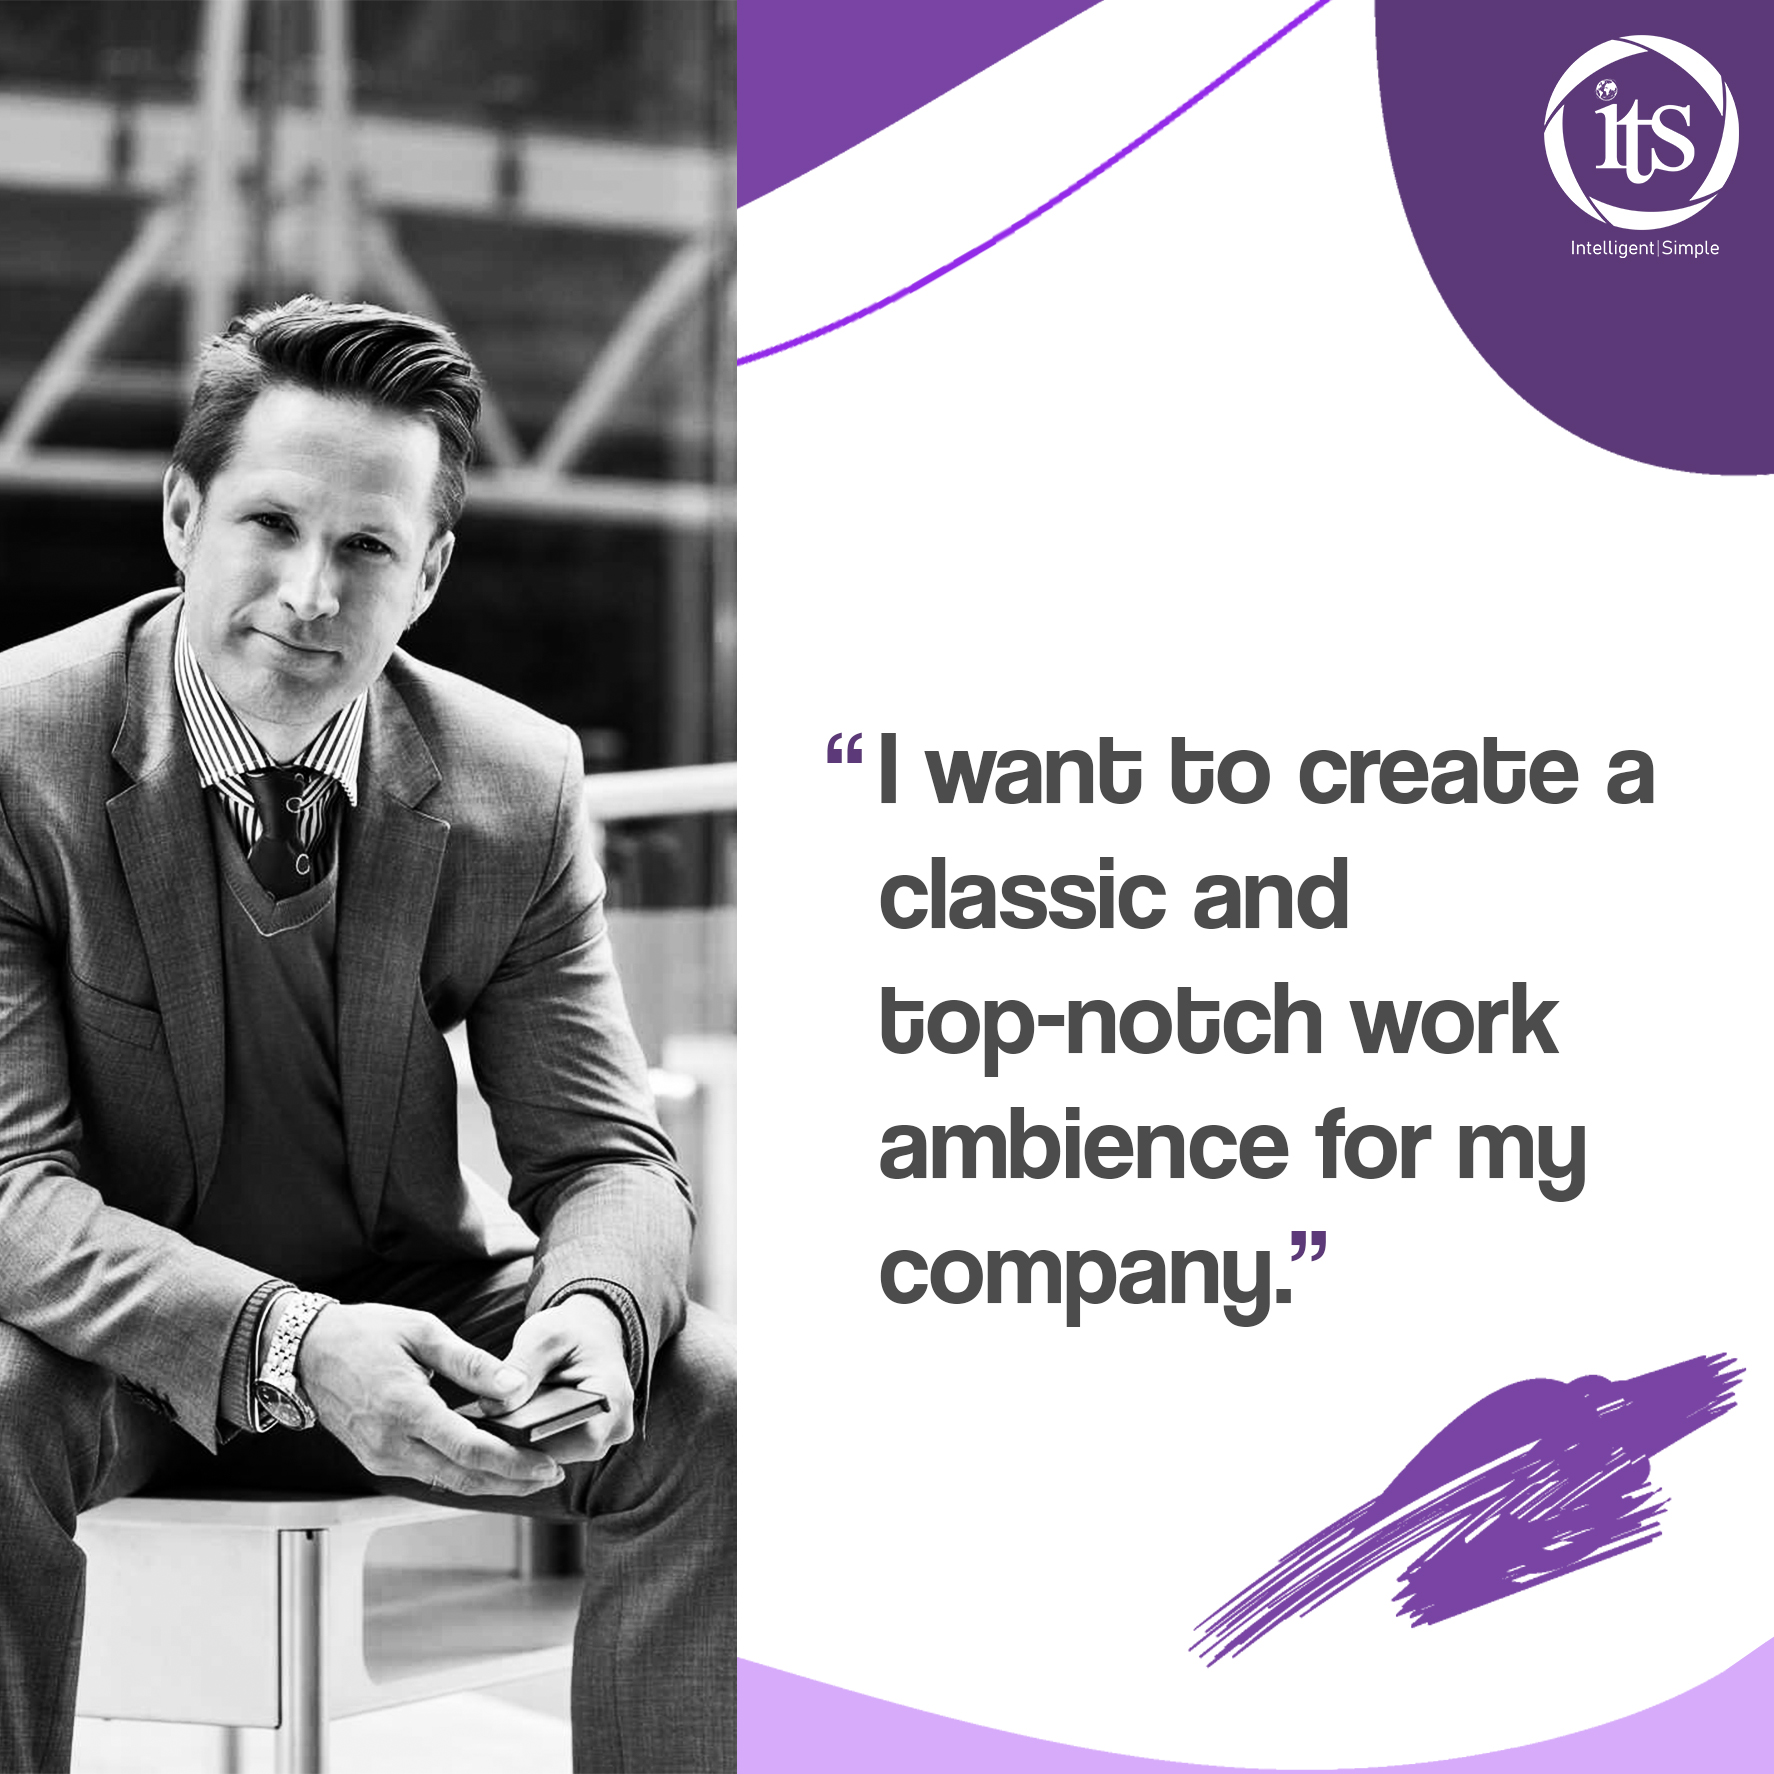 its
Intelligent|Simple
“I want to create a
classic and
top-notch work
ambience for my
company.”